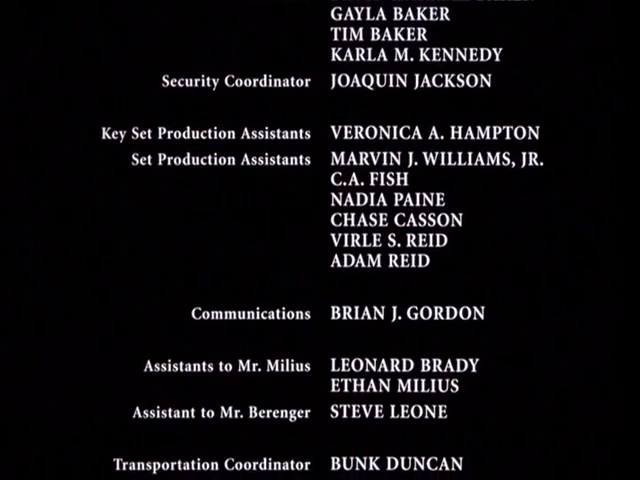 GAYLA BAKER
TIM BAKER
KARLA M. KENNEDY
Security Coordinator JOAQUIN JACKSON
Key Set Production Assistants VERONICA A. HAMPTON
Set Production Assistants MARVIN J. WILLIAMS, JR.
C.A. FISH
NADIA PAINE
CHASE CASSON
VIRLE S. REID
ADAM REID
Communications BRIAN J. GORDON
Assistants to Mr. Milius LEONARD BRADY
ETHAN MILIUS
Assistant to Mr. Berenger STEVE LEONE
Transportation Coordinator BUNK DUNCAN